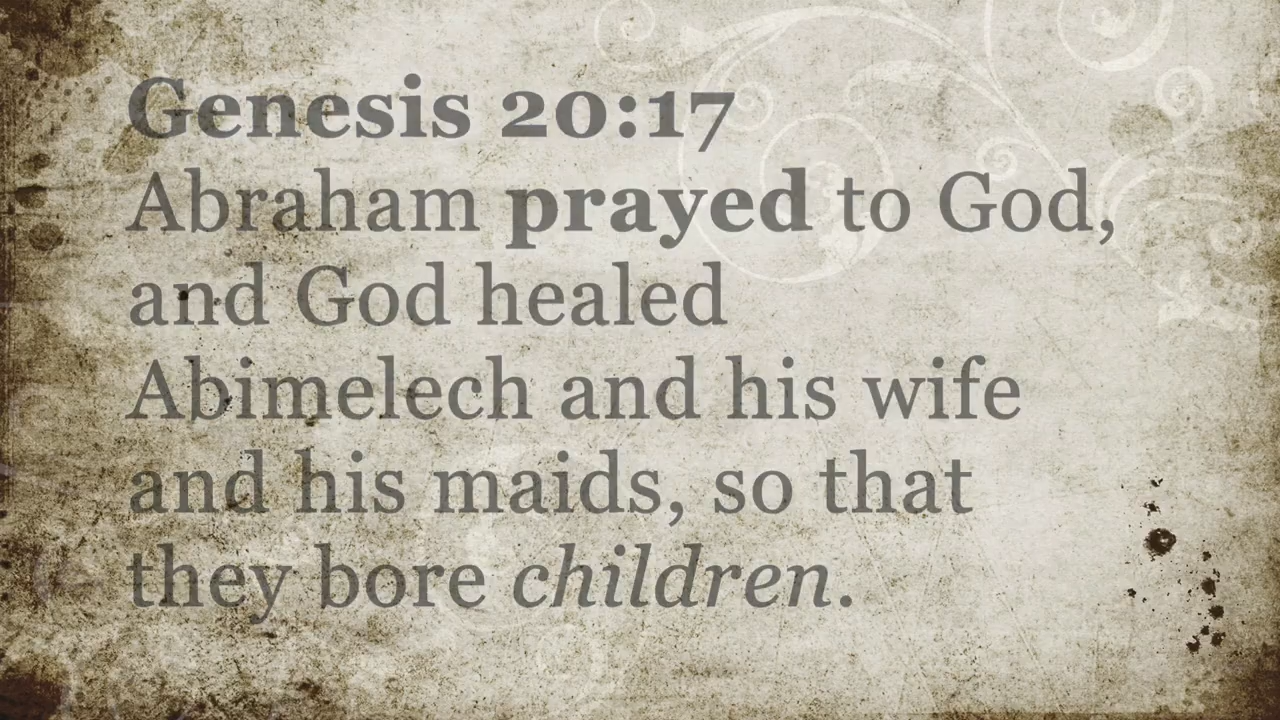 Genesis 20:17
Abraham prayed to God,
and God healed
Abimelech and his wife
and his maids, so that
they bore children.